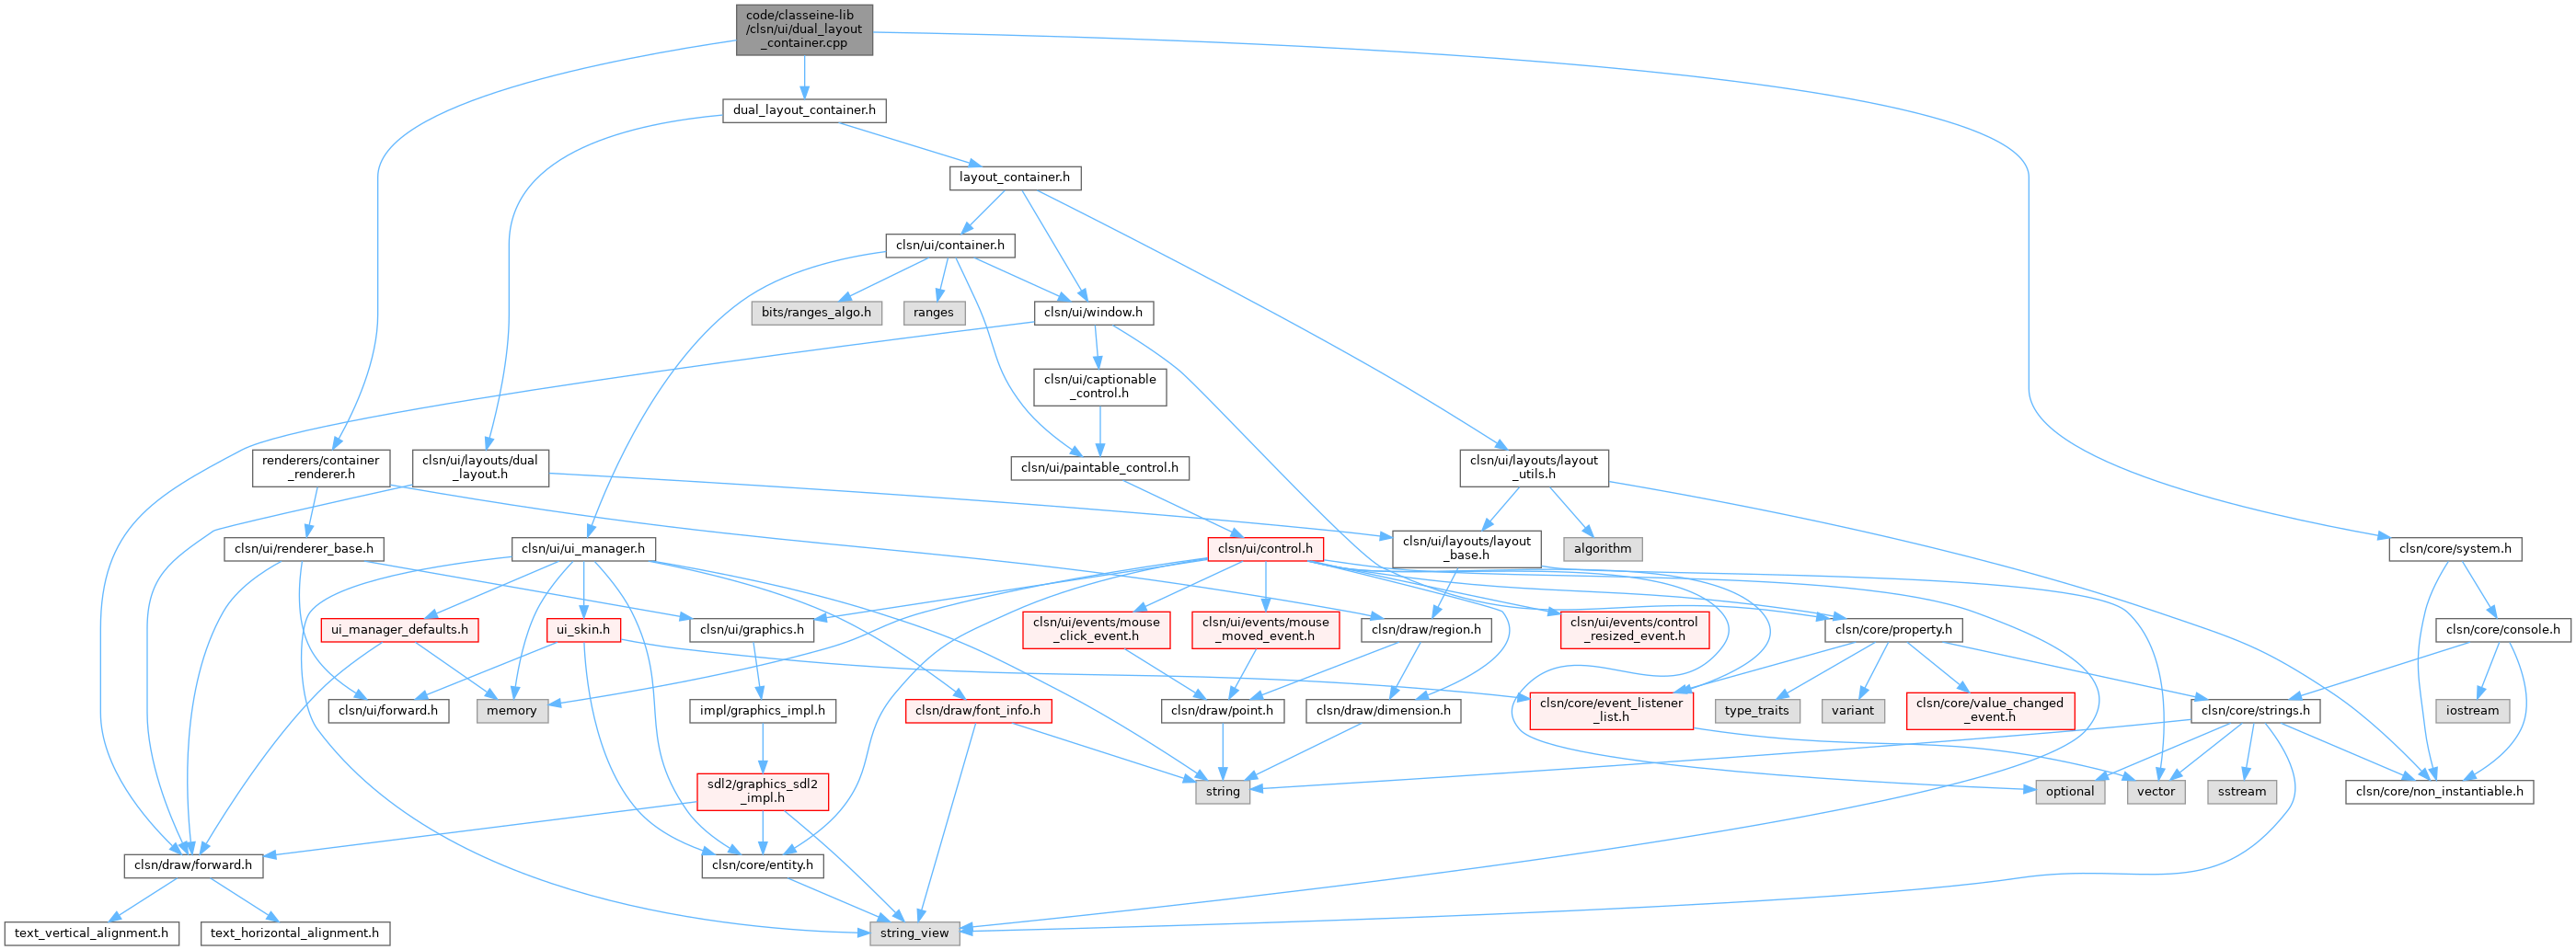 code/classeine-lib
/clsn/ui/dual_layout
_container.cpp
dual_layout_container.h
layout_container.h
clsn/ui/container.h
bits/ranges_algo.h
ranges
clsn/ui/window.h
clsn/ui/captionable
_control.h
renderers/container
_renderer.h
clsn/ui/layouts/dual
_layout.h
clsn/ui/paintable_control.h
clsn/ui/layouts/layout
_utils.h
clsn/ui/renderer_base.h
clsn/ui/ui_manager.h
clsn/ui/control.h
clsn/ui/layouts/layout
_base.h
algorithm
clsn/core/system.h
ui_manager_defaults.h
ui_skin.h
clsn/ui/graphics.h
clsn/ui/events/mouse
_click_event.h
clsn/ui/events/mouse
_moved_event.h
clsn/draw/region.h
clsn/ui/events/control
_resized_event.h
clsn/core/property.h
clsn/core/console.h
clsn/ui/forward.h
memory
impl/graphics_impl.h
clsn/draw/font_info.h
clsn/draw/point.h
clsn/draw/dimension.h
clsn/core/event_listener
_list.h
type_traits
variant
clsn/core/value_changed
_event.h
clsn/core/strings.h
iostream
sdl2/graphics_sdl2
_impl.h
string
optional
vector
sstream
clsn/core/non_instantiable.h
clsn/draw/forward.h
clsn/core/entity.h
text_vertical_alignment.h
text_horizontal_alignment.h
string_view